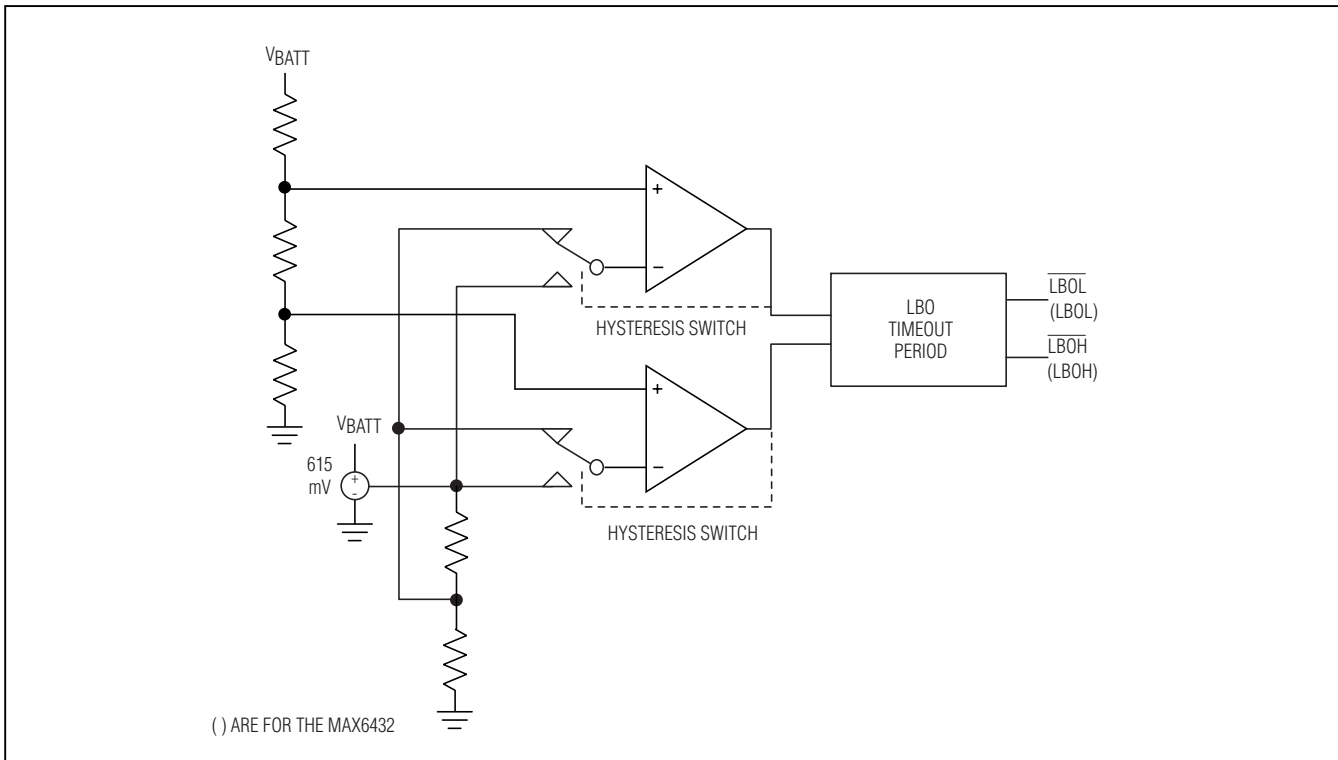 VBATT
+
−
HYSTERESIS SWITCH
LBO
TIMEOUT
PERIOD
LBOL
(LBOL)
LBOH
(LBOH)
+
−
VBATT
615
mV
+
-
HYSTERESIS SWITCH
( ) ARE FOR THE MAX6432